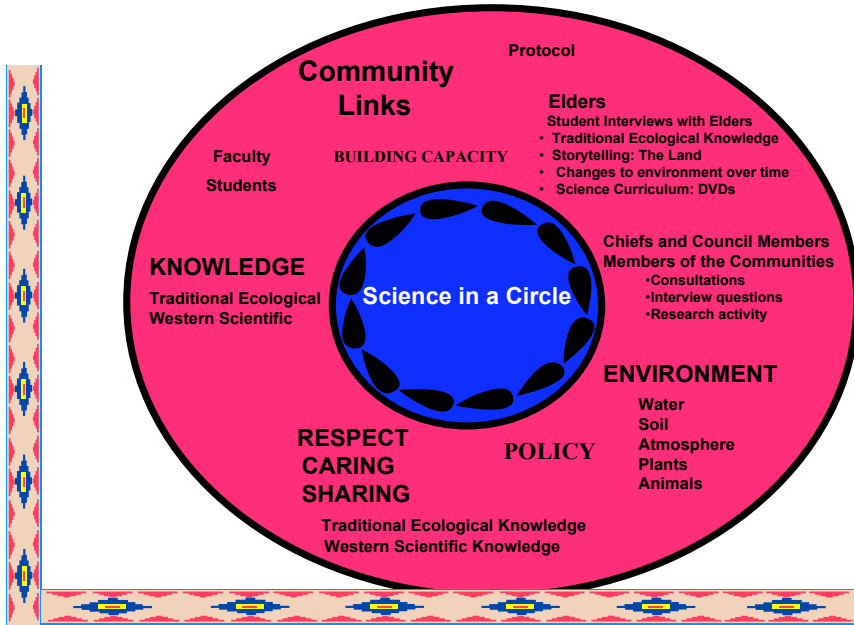 Protocol
Community
Links
Elders
Student Interviews with Elders
• Traditional Ecological Knowledge
• Storytelling: The Land
• Changes to environment over time
• Science Curriculum: DVDs
Faculty
Students
BUILDING CAPACITY
Chiefs and Council Members
Members of the Communities
•Consultations
•Interview questions
•Research activity
KNOWLEDGE
Traditional Ecological
Western Scientific
Science in a Circle
ENVIRONMENT
Water
Soil
Atmosphere
Plants
Animals
RESPECT
CARING
SHARING
POLICY
Traditional Ecological Knowledge
Western Scientific Knowledge